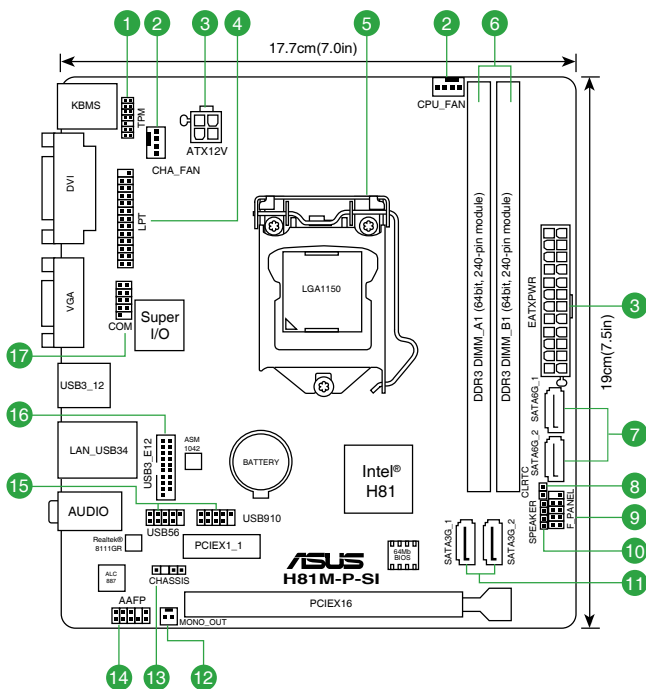 1
2
3
4
5
2
6
17.7cm(7.0in)
KBMS
TPM
CHA_FAN
ATX12V
CPU_FAN
DVI
LPT
DDR3 DIMM_A1 (64bit, 240-pin module)
DDR3 DIMM_B1 (64bit, 240-pin module)
EATXPWR
3
19cm(7.5in)
LGA1150
VGA
COM
Super
I/O
17
USB3_12
16
SATA6G_1
7
SATA6G_2
LAN_USB34
USB3_E12
ASM
1042
BATTERY
Intel®
H81
CLRTC
8
15
AUDIO
USB56
USB910
SPEAKER
F_PANEL
9
10
Realtek®
8111GR
PCIEX1_1
SATA3G_1
SATA3G_2
11
ASUS
H81M-P-SI
64Mb
BIOS
ALC
887
CHASSIS
AAFP
MONO_OUT
PCIEX16
14
13
12